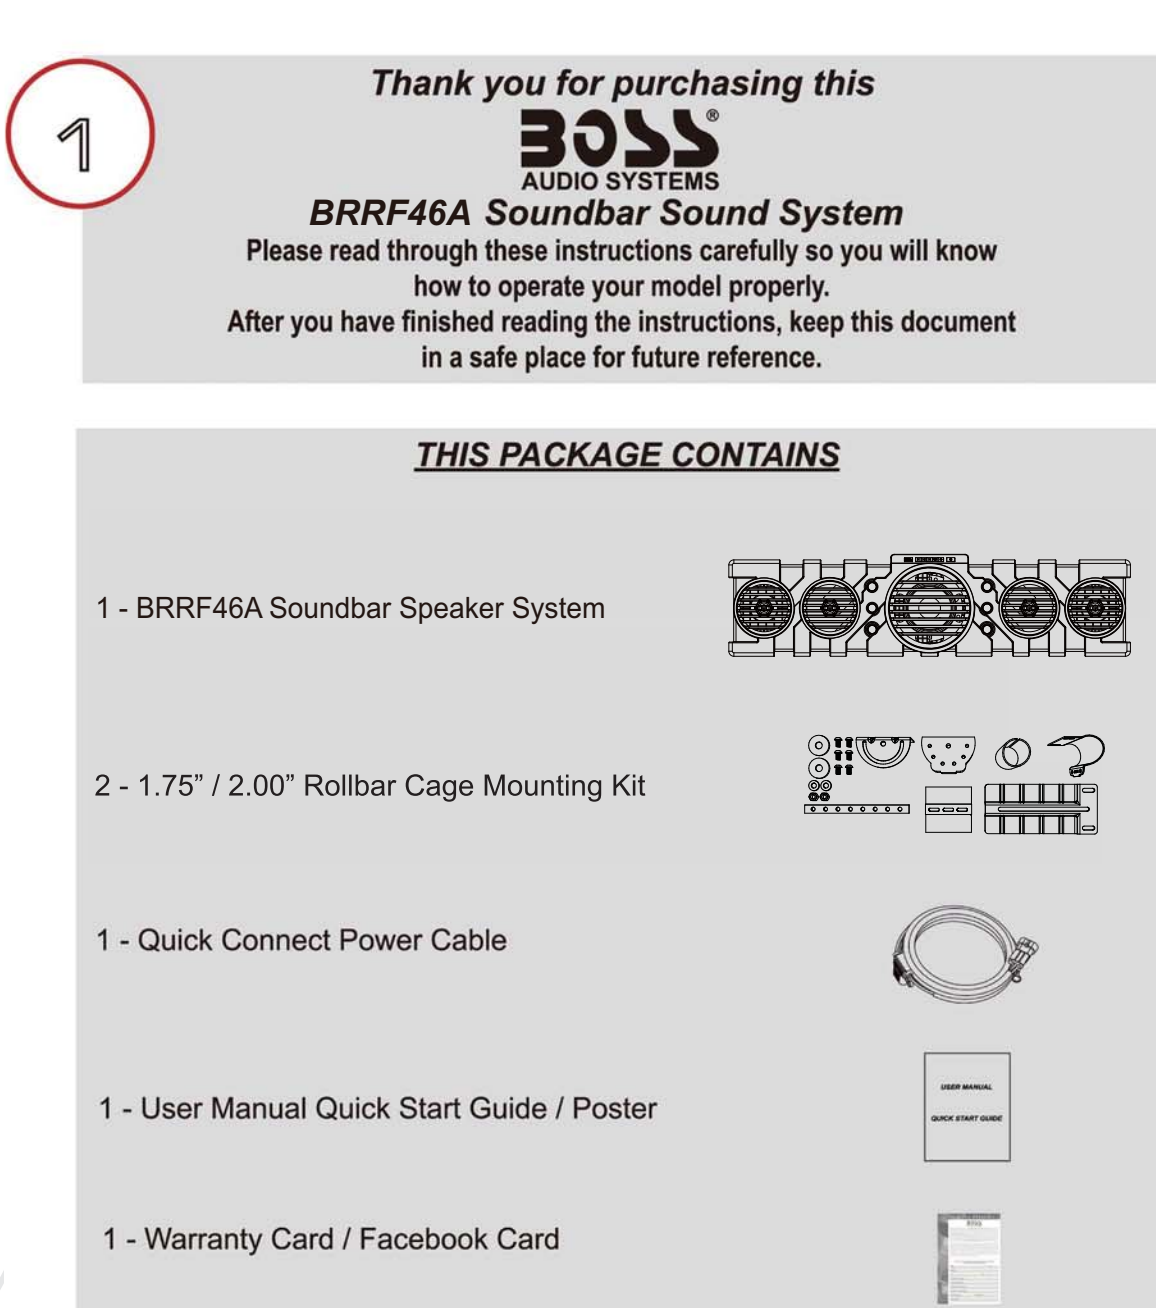 1
Thank you for purchasing this
BOSS®
AUDIO SYSTEMS
BRRF46A Soundbar Sound System
Please read through these instructions carefully so you will know
how to operate your model properly.
After you have finished reading the instructions, keep this document
in a safe place for future reference.
THIS PACKAGE CONTAINS
1 - BRRF46A Soundbar Speaker System
2 - 1.75” / 2.00” Rollbar Cage Mounting Kit
1 - Quick Connect Power Cable
1 - User Manual Quick Start Guide / Poster
USER MANUAL
QUICK START GUIDE
1 - Warranty Card / Facebook Card
BOSS